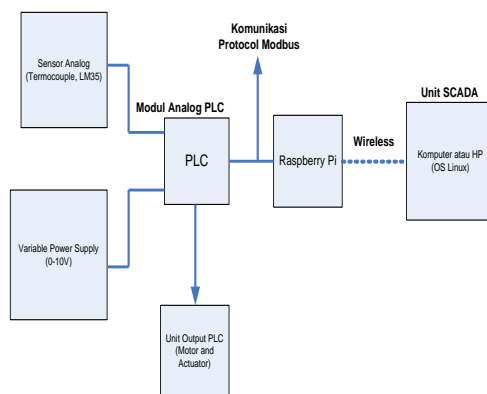 Komunikasi
Protocol Modbus
Sensor Analog
(Termocouple, LM35)
Modul Analog PLC
PLC
Raspberry Pi
Wireless
Unit SCADA
Komputer atau HP
(OS Linux)
Variable Power Supply
(0-10V)
Unit Output PLC
(Motor and
Actuator)